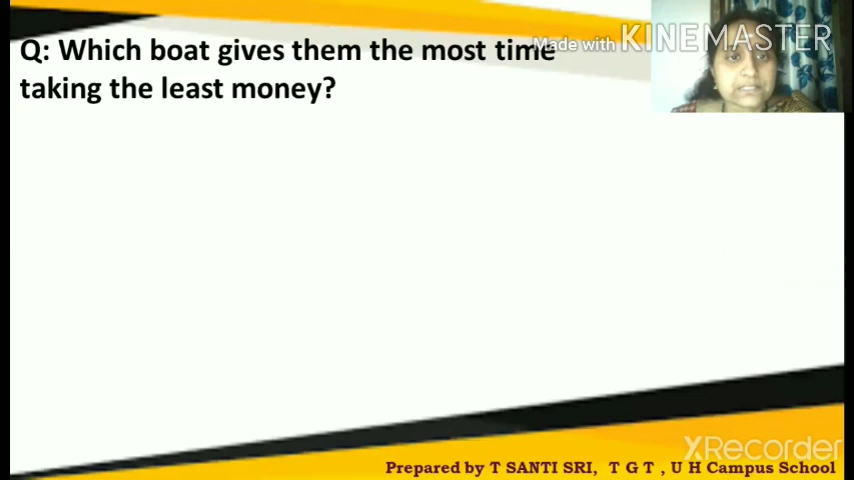 Q: Which boat gives them the most time
taking the least money?
Made with KINEMASTER
XRecorder
Prepared by T SANTI SRI, T G T , U H Campus School